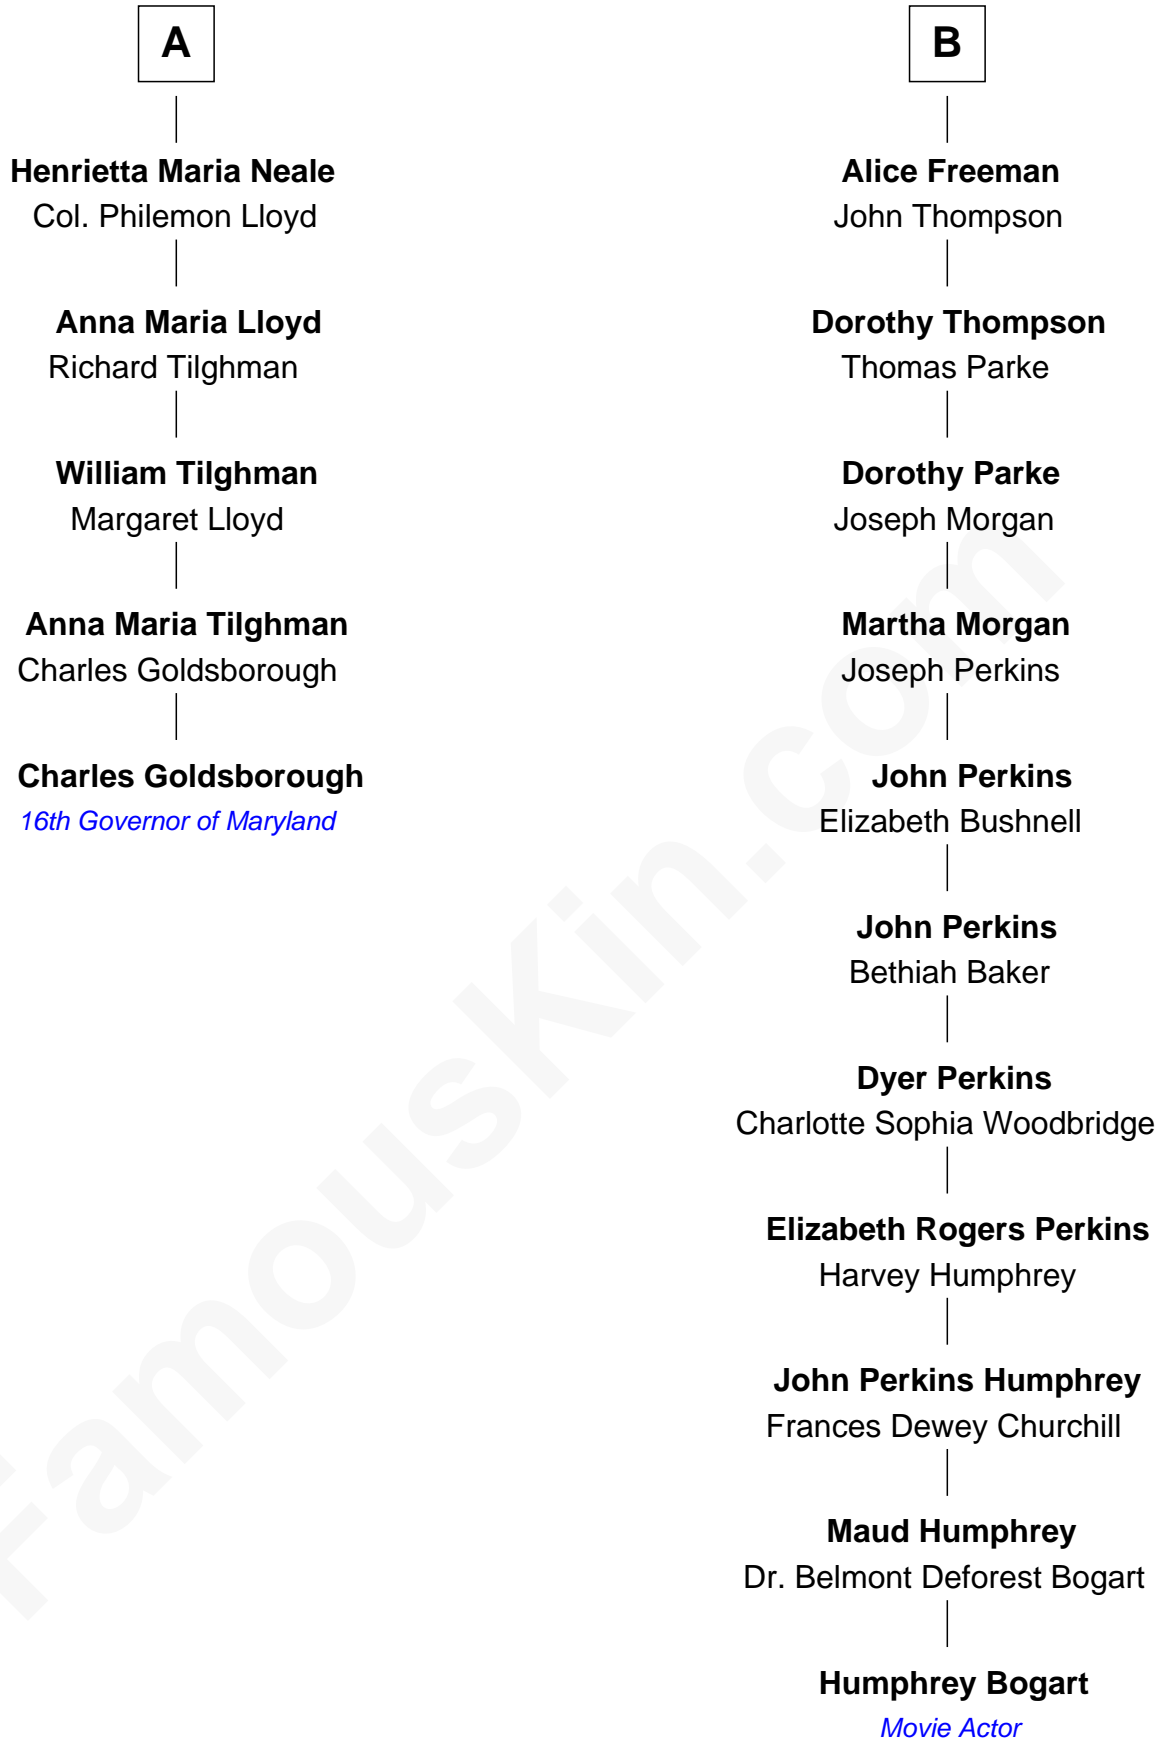 A
Henrietta Maria Neale
Col. Philemon Lloyd
Anna Maria Lloyd
Richard Tilghman
William Tilghman
Margaret Lloyd
Anna Maria Tilghman
Charles Goldsborough
Charles Goldsborough
16th Governor of Maryland
B
Alice Freeman
John Thompson
Dorothy Thompson
Thomas Parke
Dorothy Parke
Joseph Morgan
Martha Morgan
Joseph Perkins
John Perkins
Elizabeth Bushnell
John Perkins
Bethiah Baker
Dyer Perkins
Charlotte Sophia Woodbridge
Elizabeth Rogers Perkins
Harvey Humphrey
John Perkins Humphrey
Frances Dewey Churchill
Maud Humphrey
Dr. Belmont Deforest Bogart
Humphrey Bogart
Movie Actor
FamousKin.com